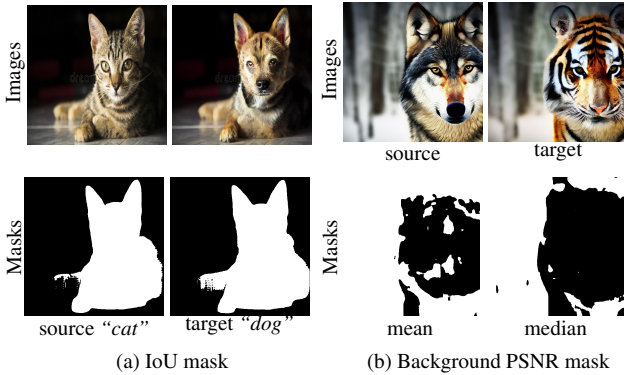 Images
Images
source
target
Masks
Masks
source “cat”
target “dog”
mean
median
(a) IoU mask
(b) Background PSNR mask